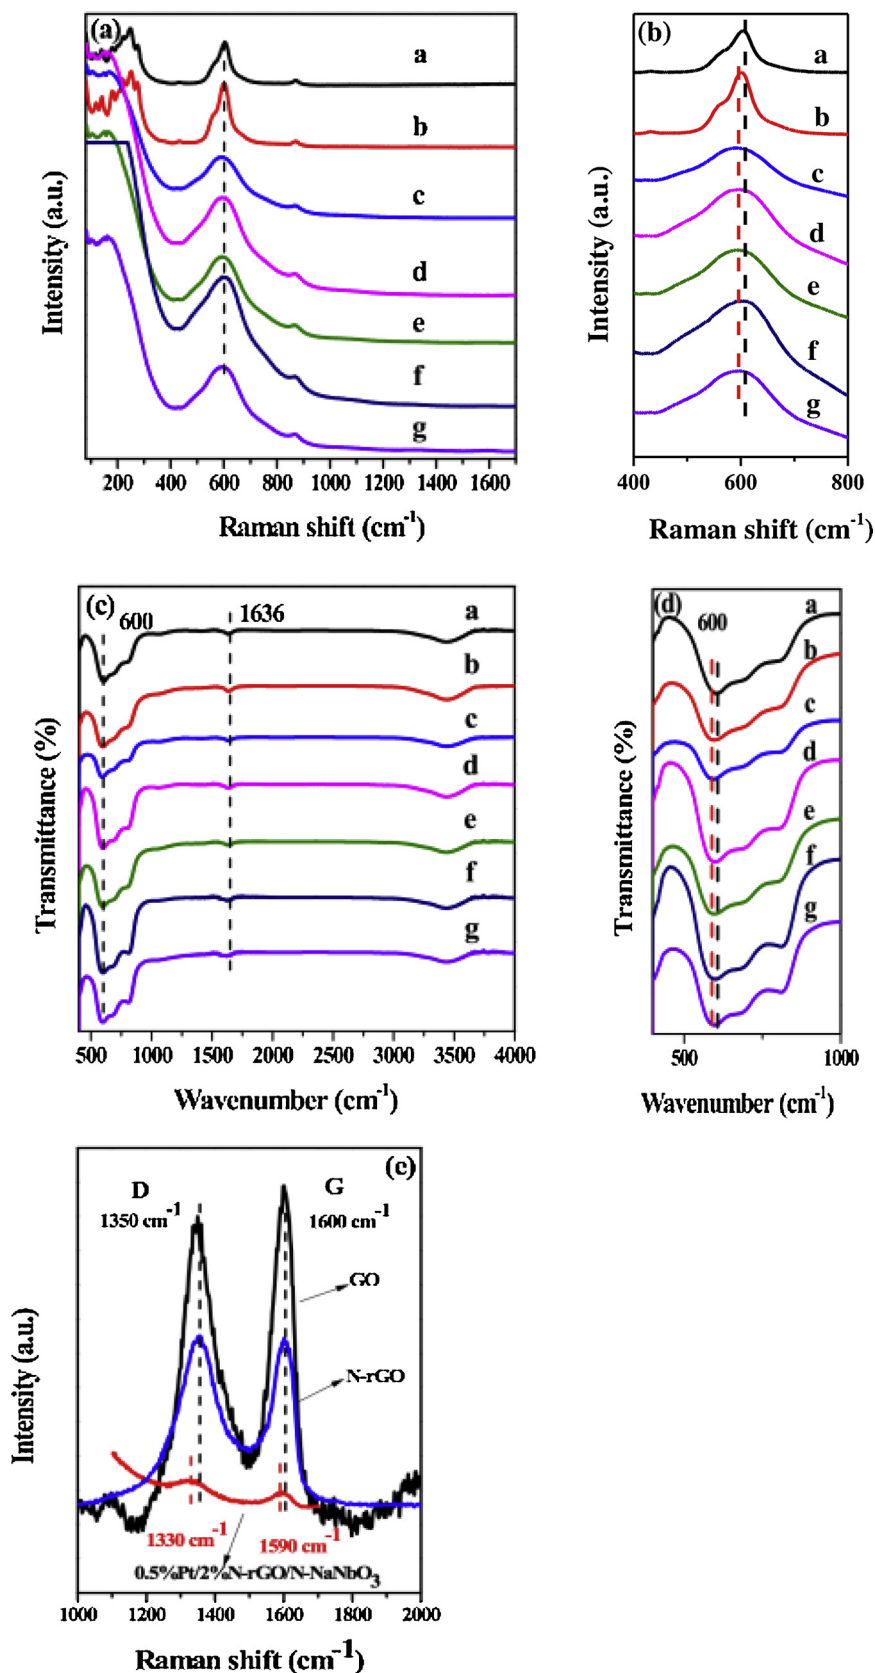 (a)
a
b
c
d
e
f
g
Intensity (a.u.)
200 400 600 800 1000 1200 1400 1600
Raman shift (cm-1)
(b)
a
b
c
d
e
f
g
Intensity (a.u.)
400 600 800
Raman shift (cm-1)
(c)
600
1636
a
b
c
d
e
f
g
Transmittance (%)
500 1000 1500 2000 2500 3000 3500 4000
Wavenumber (cm-1)
(d)
600
a
b
c
d
e
f
g
Transmittance (%)
500 1000
Wavenumber (cm-1)
(e)
D G
1350 cm-1 1600 cm-1
GO
N-rGO
Intensity (a.u.)
1330 cm-1 1590 cm-1
0.5%Pt/2%N-rGO/N-NaNbO3
1000 1200 1400 1600 1800 2000
Raman shift (cm-1)